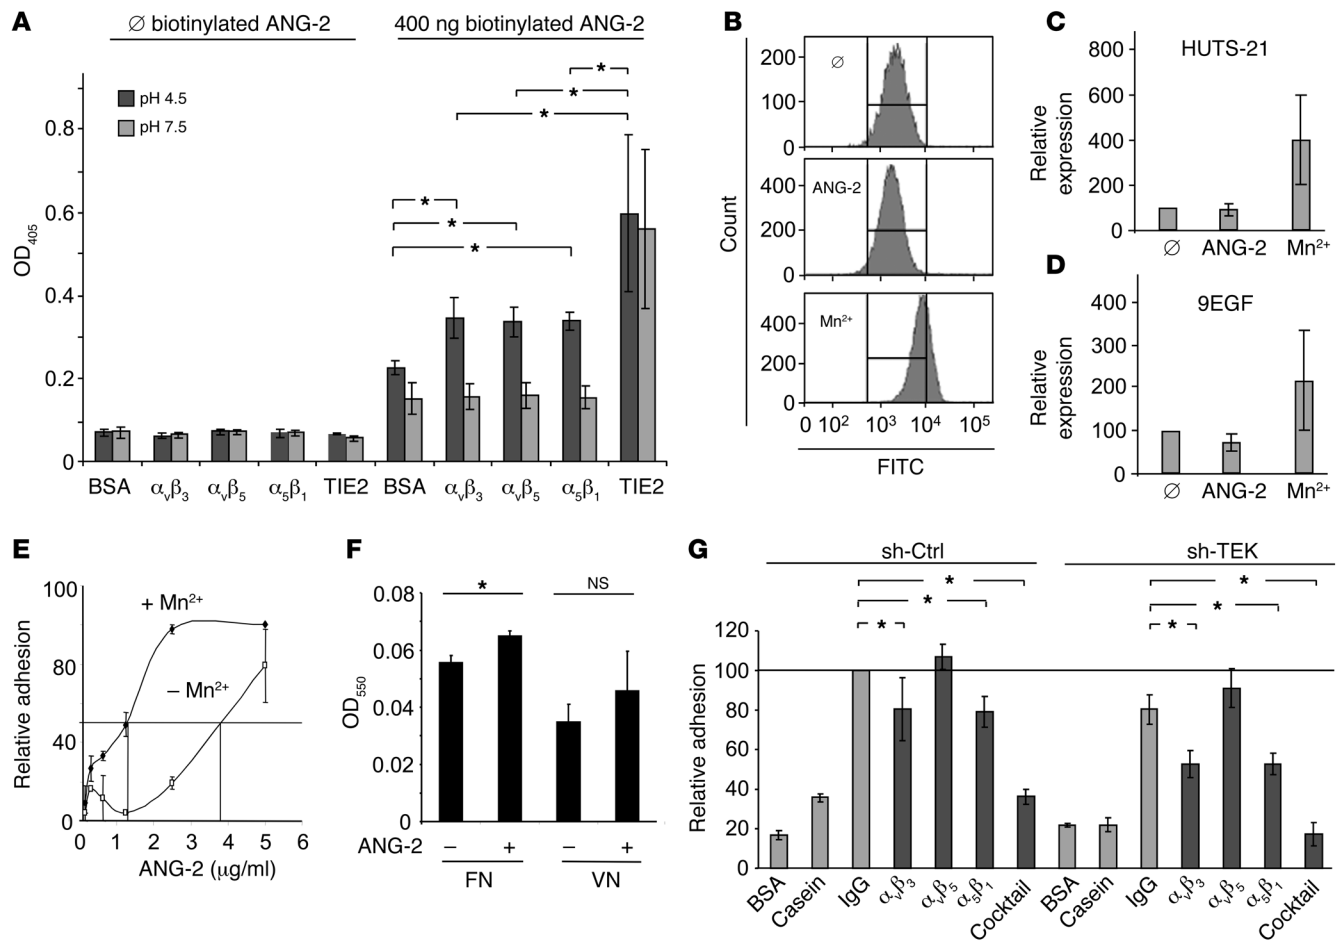 A
∅ biotinylated ANG-2
400 ng biotinylated ANG-2
pH 4.5
pH 7.5
* * *
* * *
OD405
0.8
0.6
0.4
0.2
0
BSA αvβ3 αvβ5 α5β1 TIE2 BSA αvβ3 αvβ5 α5β1 TIE2
B
∅
200
100
0
ANG-2
400
200
0
Mn2+
400
200
0
Count
0 10² 10³ 10⁴ 10⁵
FITC
C
HUTS-21
Relative
expression
800
600
400
200
0
∅ ANG-2 Mn2+
D
9EGF
Relative
expression
400
300
200
100
0
∅ ANG-2 Mn2+
E
Relative adhesion
100
80
40
20
0
+ Mn2+
– Mn2+
0 1 2 3 4 5 6
ANG-2 (µg/ml)
F
OD550
0.08
0.06
0.04
0.02
0
* NS
ANG-2 – + – +
FN VN
G
sh-Ctrl sh-TEK
* *
* *
* *
Relative adhesion
120
100
80
60
40
20
0
BSA Casein IgG αvβ3 αvβ5 α5β1 Cocktail BSA Casein IgG αvβ3 αvβ5 α5β1 Cocktail